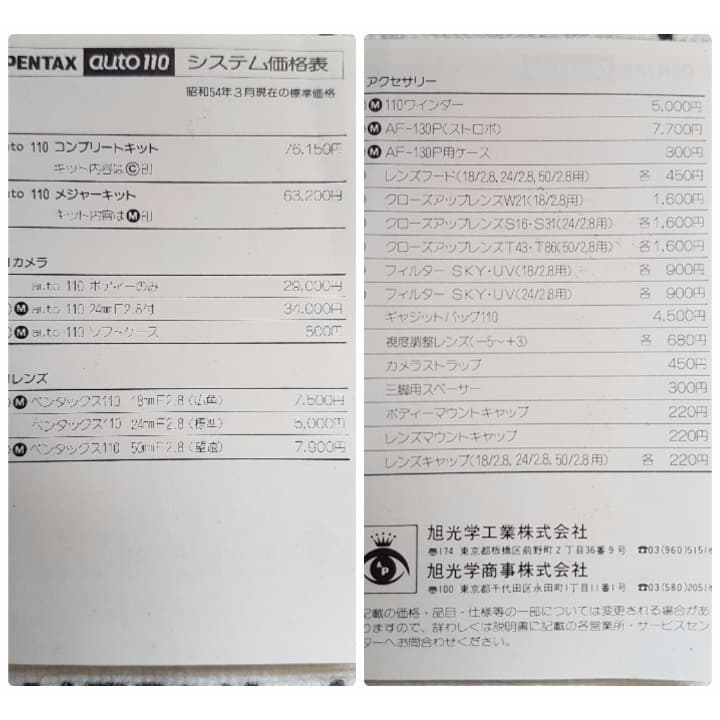 PENTAX auto 110 システム価格表
昭和54年3月現在の標準価格
uto 110 コンプリートキット 76,150円
キット内容はⒸ印
uto 110 メジャーキット 63,200円
キット内容はⓂ印
カメラ
auto 110 ボディーのみ 29,000円
Ⓜ auto 110 24mmF2.8付 34,000円
Ⓜ auto 110 ソフトケース 800円
レンズ
Ⓜ ペンタックス110 18mmF2.8(広角) 7,500円
ペンタックス110 24mmF2.8(標準) 5,000円
Ⓜ ペンタックス110 50mmF2.8(望遠) 7,900円
アクセサリー
Ⓜ 110ワインダー 5,000円
Ⓜ AF-130P(ストロボ) 7,700円
Ⓜ AF-130P用ケース 300円
レンズフード(18/2.8, 24/2.8, 50/2.8用) 各 450円
クローズアップレンズW21(18/2.8用) 1,600円
クローズアップレンズS16・S31(24/2.8用) 各1,600円
クローズアップレンズT43・T86(50/2.8用) 各1,600円
フィルター SKY・UV(18/2.8用) 各 900円
フィルター SKY・UV(24/2.8用) 各 900円
ギャジットバッグ110 4,500円
視度調整レンズ(−5〜+3) 各 680円
カメラストラップ 450円
三脚用スペーサー 300円
ボディーマウントキャップ 220円
レンズマウントキャップ 220円
レンズキャップ(18/2.8, 24/2.8, 50/2.8用) 各 220円
AP
旭光学工業株式会社
〠174 東京都板橋区前野町2丁目36番9号 ☎03(960)5151
旭光学商事株式会社
〠100 東京都千代田区永田町1丁目11番1号 ☎03(580)2051
記載の価格・品目・仕様等の一部については変更される場合があ
りますので、詳わしくは説明書に記載の各営業所・サービスセン
ターへお問合わせください。